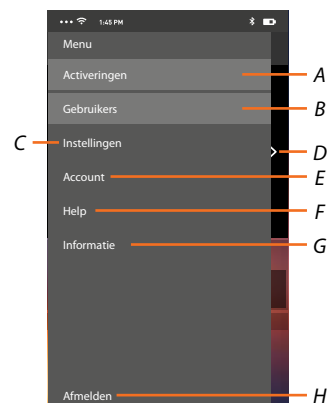 1:45 PM
Menu
Activeringen A
Gebruikers B
C Instellingen
D
Account E
Help F
Informatie G
Afmelden H